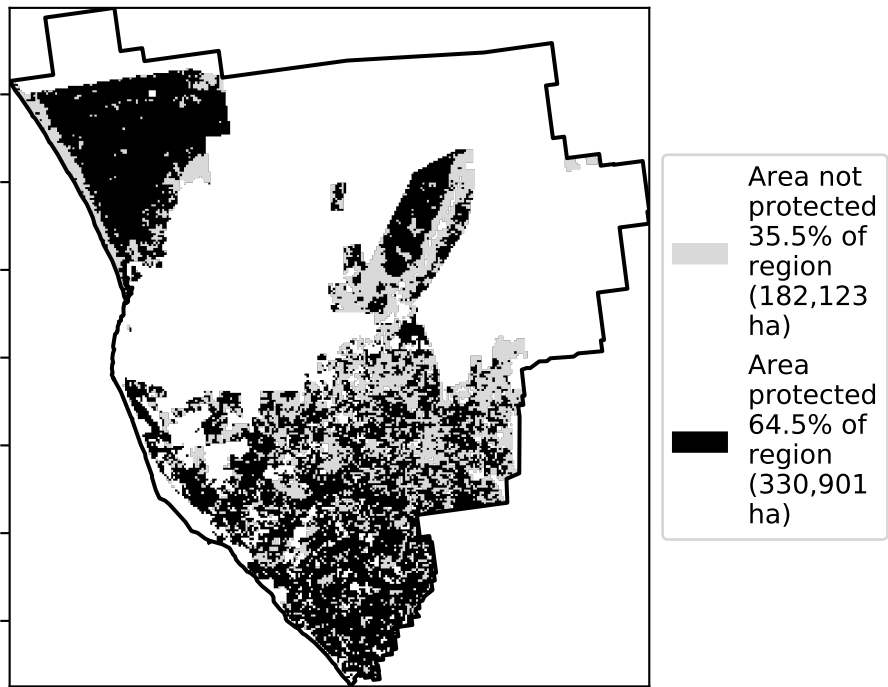 Area not
protected
35.5% of
region
(182,123
ha)
Area
protected
64.5% of
region
(330,901
ha)